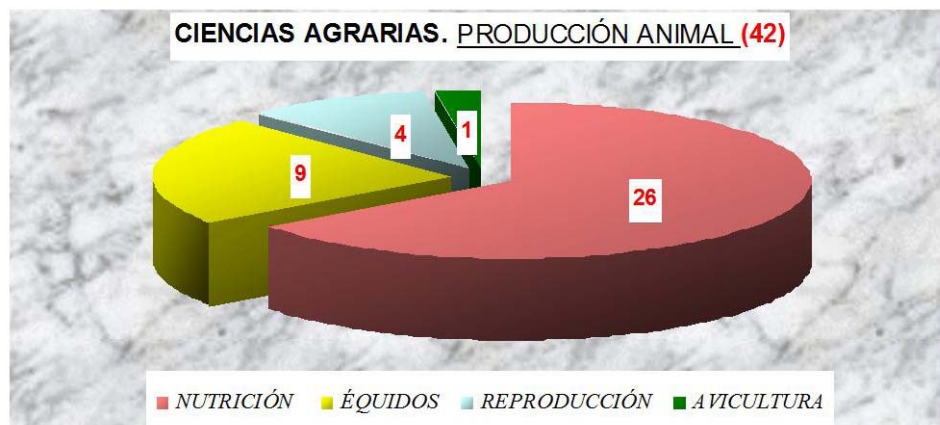 CIENCIAS AGRARIAS. PRODUCCIÓN ANIMAL (42)
1
4
9
26
NUTRICIÓN ÉQUIDOS REPRODUCCIÓN AVICULTURA